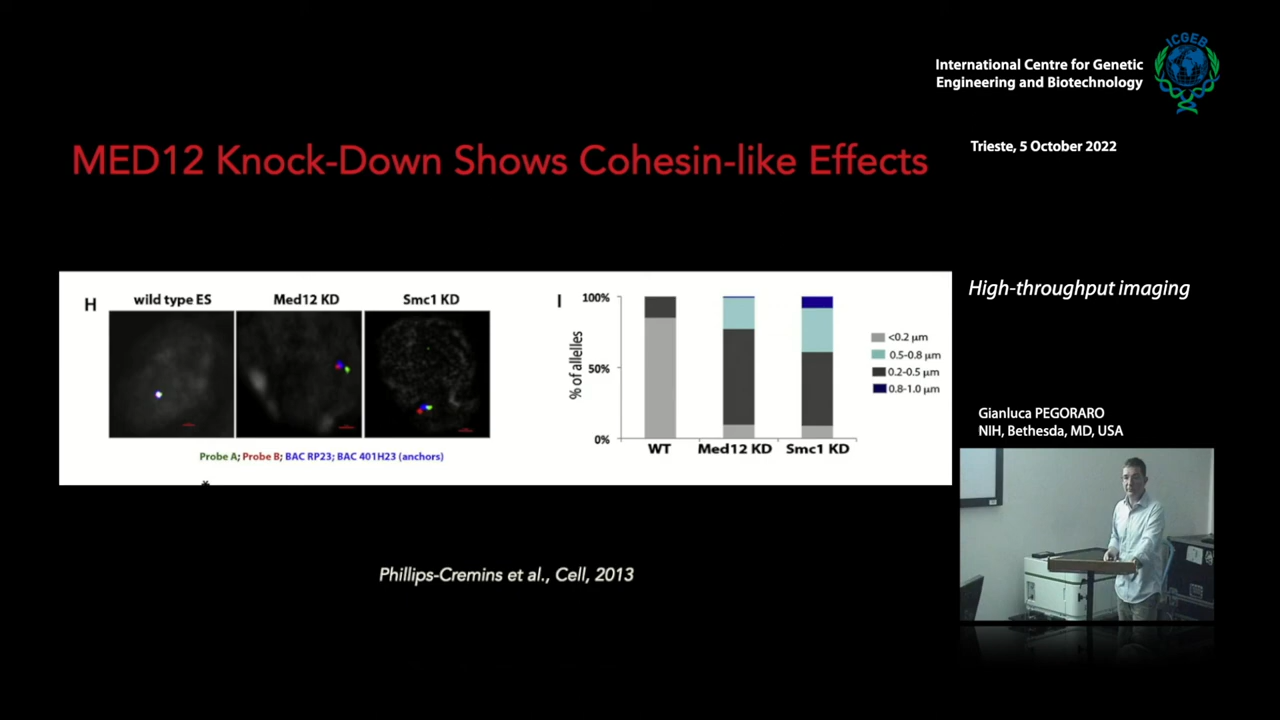 ICGEB
International Centre for Genetic
Engineering and Biotechnology
Trieste, 5 October 2022
MED12 Knock-Down Shows Cohesin-like Effects
High-throughput imaging
H
wild type ES
Med12 KD
Smc1 KD
Probe A; Probe B; BAC RP23; BAC 401H23 (anchors)
*
I
% of allelles
100%
50%
0%
WT
Med12 KD
Smc1 KD
<0.2 µm
0.5-0.8 µm
0.2-0.5 µm
0.8-1.0 µm
Gianluca PEGORARO
NIH, Bethesda, MD, USA
Phillips-Cremins et al., Cell, 2013